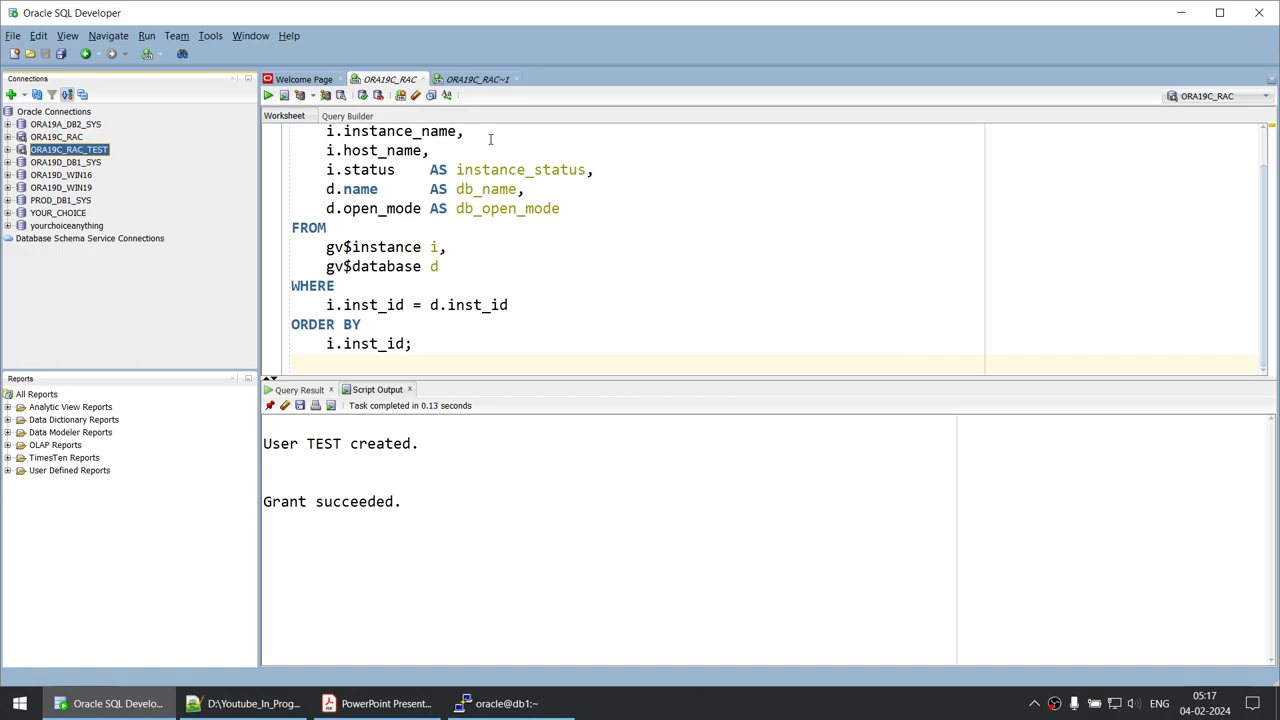 Oracle SQL Developer
File Edit View Navigate Run Team Tools Window Help
Connections
Welcome Page
ORA19C_RAC
ORA19C_RAC~1
ORA19C_RAC
Oracle Connections
ORA19A_DB2_SYS
ORA19C_RAC
ORA19C_RAC_TEST
ORA19D_DB1_SYS
ORA19D_WIN16
ORA19D_WIN19
PROD_DB1_SYS
YOUR_CHOICE
yourchoiceanything
Database Schema Service Connections
Worksheet Query Builder
i.instance_name,
i.host_name,
i.status AS instance_status,
d.name AS db_name,
d.open_mode AS db_open_mode
FROM
gv$instance i,
gv$database d
WHERE
i.inst_id = d.inst_id
ORDER BY
i.inst_id;
Reports
All Reports
Analytic View Reports
Data Dictionary Reports
Data Modeler Reports
OLAP Reports
TimesTen Reports
User Defined Reports
Query Result Script Output
Task completed in 0.13 seconds
User TEST created.
Grant succeeded.
Oracle SQL Develo...
D:\Youtube_In_Prog...
PowerPoint Present...
oracle@db1:~
ENG
05:17
04-02-2024